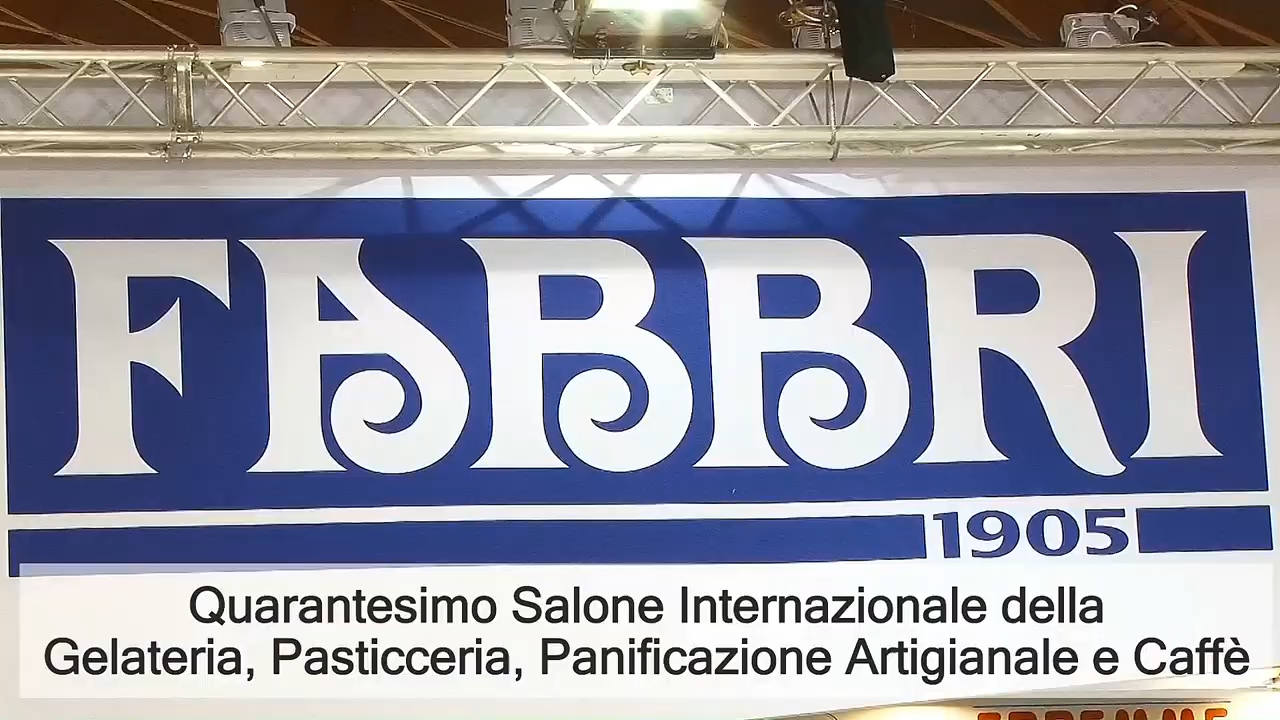 FABBRI
1905
Quarantesimo Salone Internazionale della
Gelateria, Pasticceria, Panificazione Artigianale e Caffè